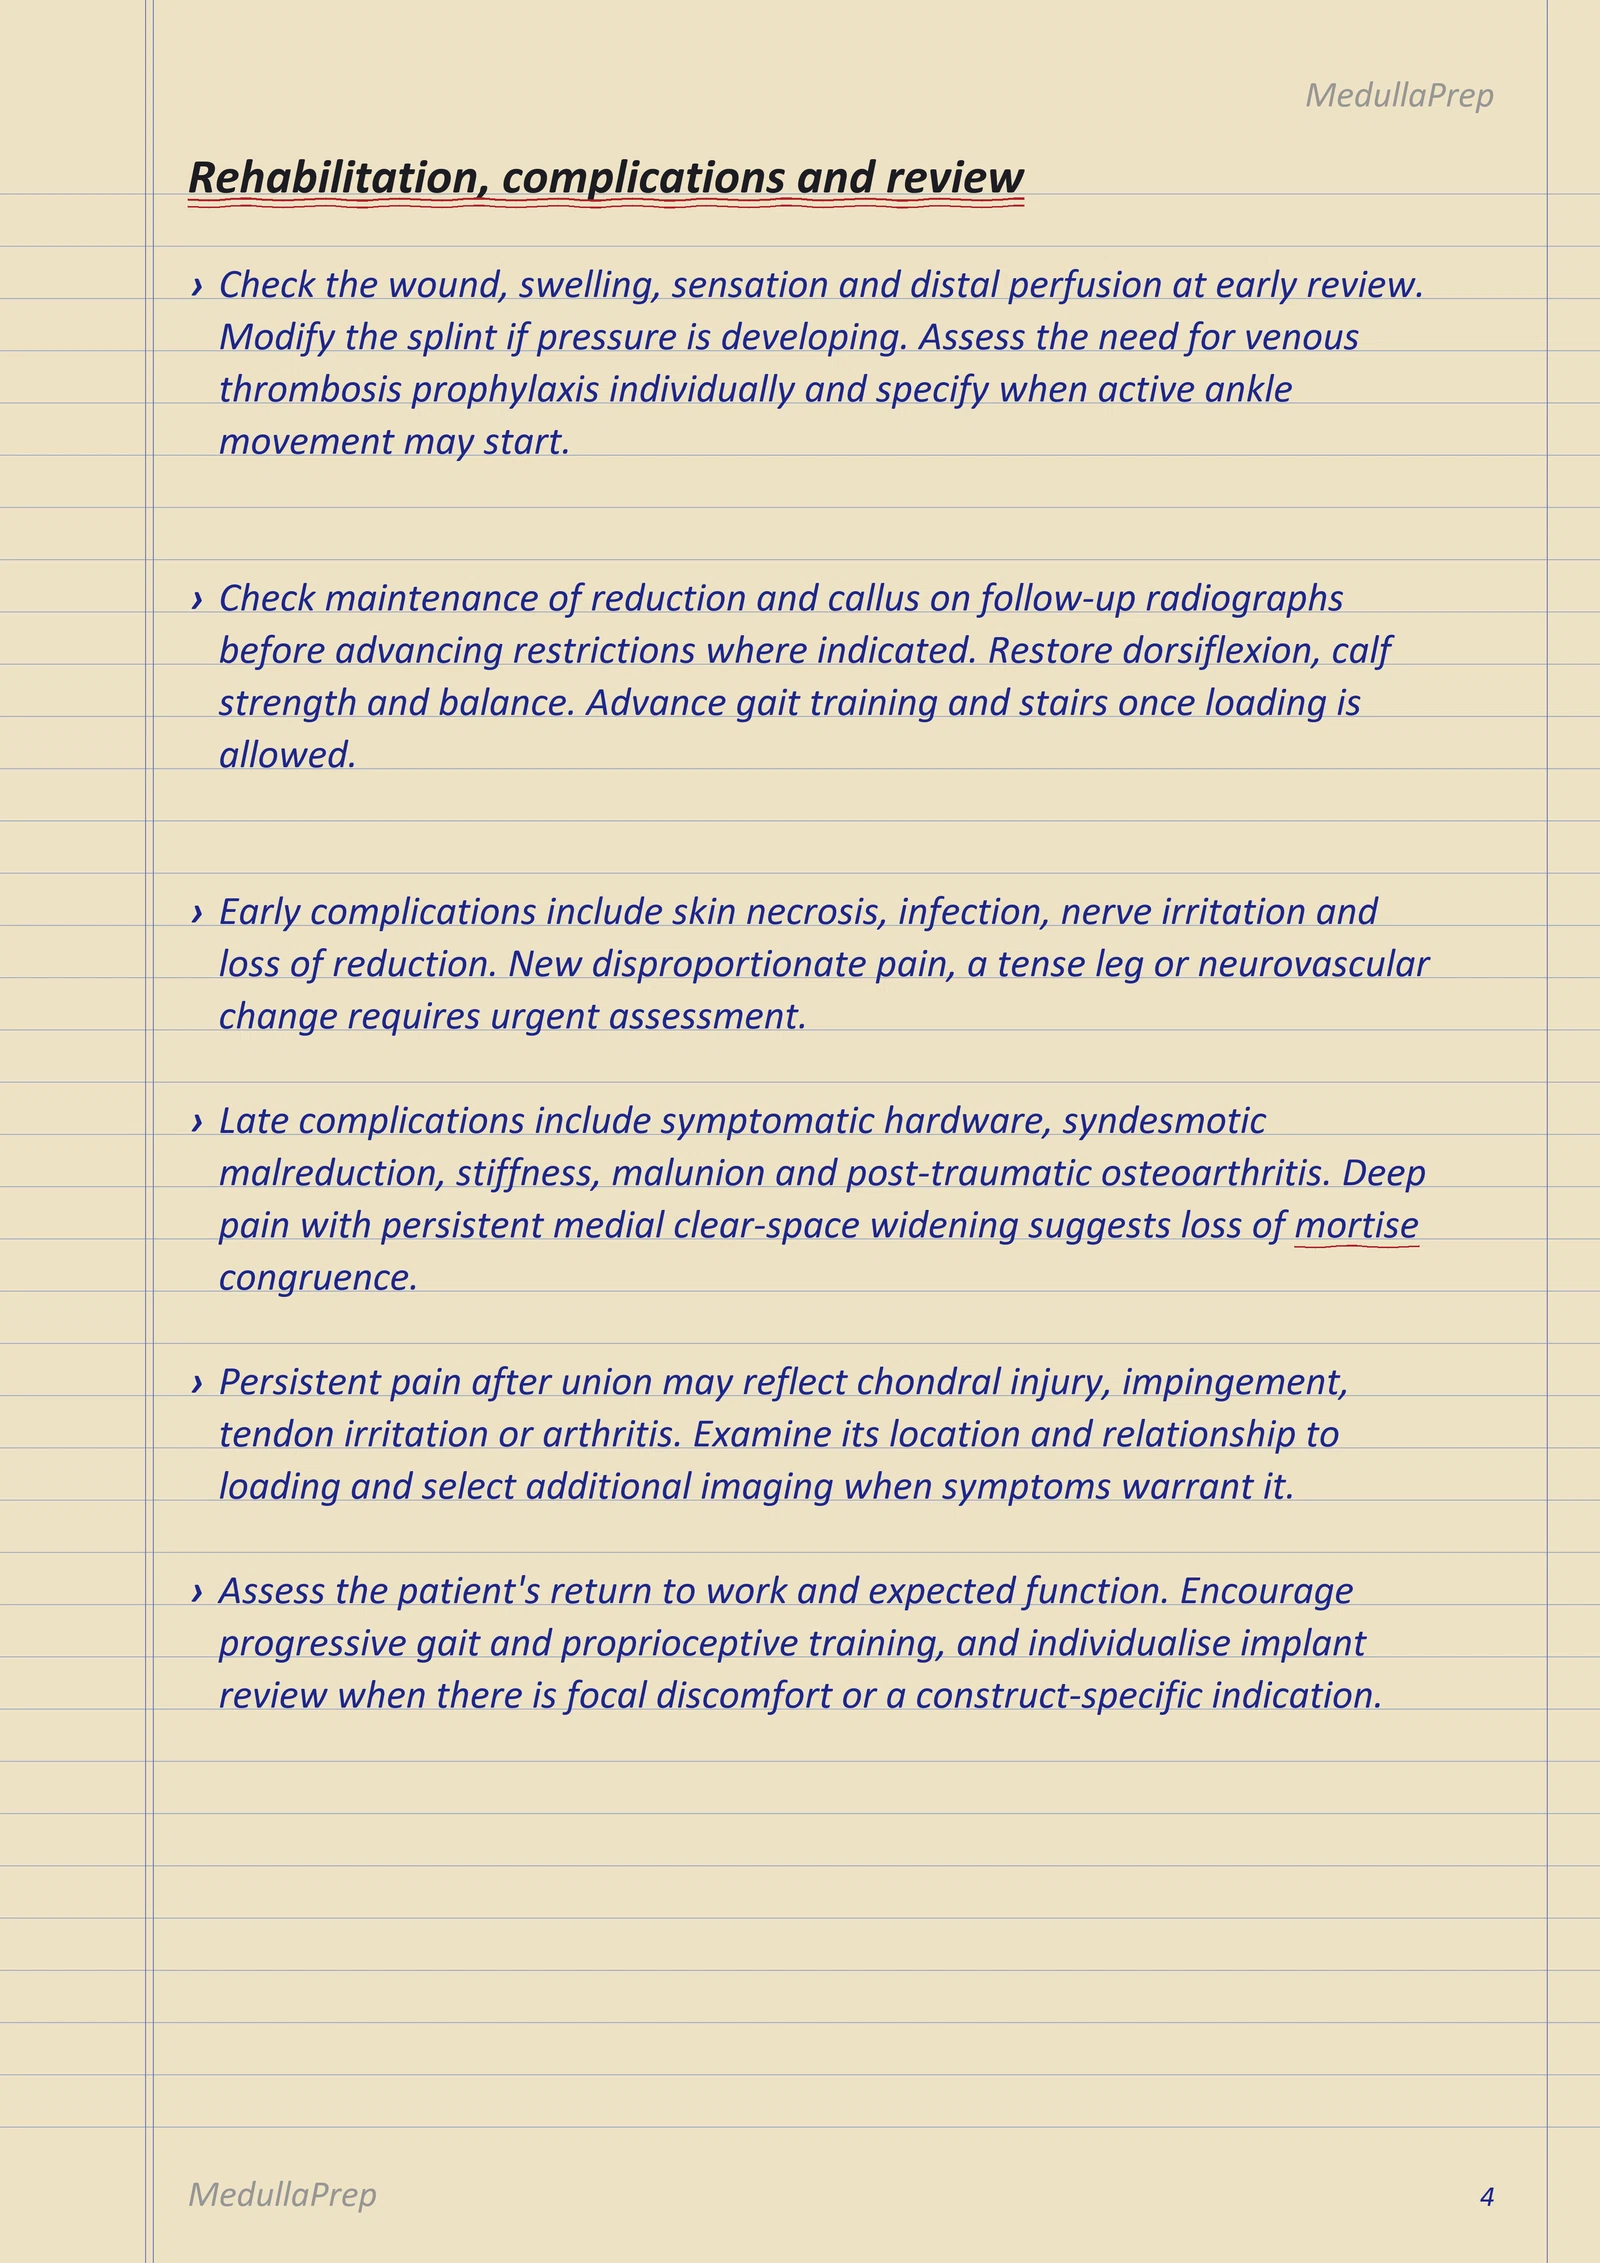 MedullaPrep
Rehabilitation, complications and review
› Check the wound, swelling, sensation and distal perfusion at early review.
Modify the splint if pressure is developing. Assess the need for venous
thrombosis prophylaxis individually and specify when active ankle
movement may start.
› Check maintenance of reduction and callus on follow-up radiographs
before advancing restrictions where indicated. Restore dorsiflexion, calf
strength and balance. Advance gait training and stairs once loading is
allowed.
› Early complications include skin necrosis, infection, nerve irritation and
loss of reduction. New disproportionate pain, a tense leg or neurovascular
change requires urgent assessment.
› Late complications include symptomatic hardware, syndesmotic
malreduction, stiffness, malunion and post-traumatic osteoarthritis. Deep
pain with persistent medial clear-space widening suggests loss of mortise
congruence.
› Persistent pain after union may reflect chondral injury, impingement,
tendon irritation or arthritis. Examine its location and relationship to
loading and select additional imaging when symptoms warrant it.
› Assess the patient's return to work and expected function. Encourage
progressive gait and proprioceptive training, and individualise implant
review when there is focal discomfort or a construct-specific indication.
MedullaPrep
4